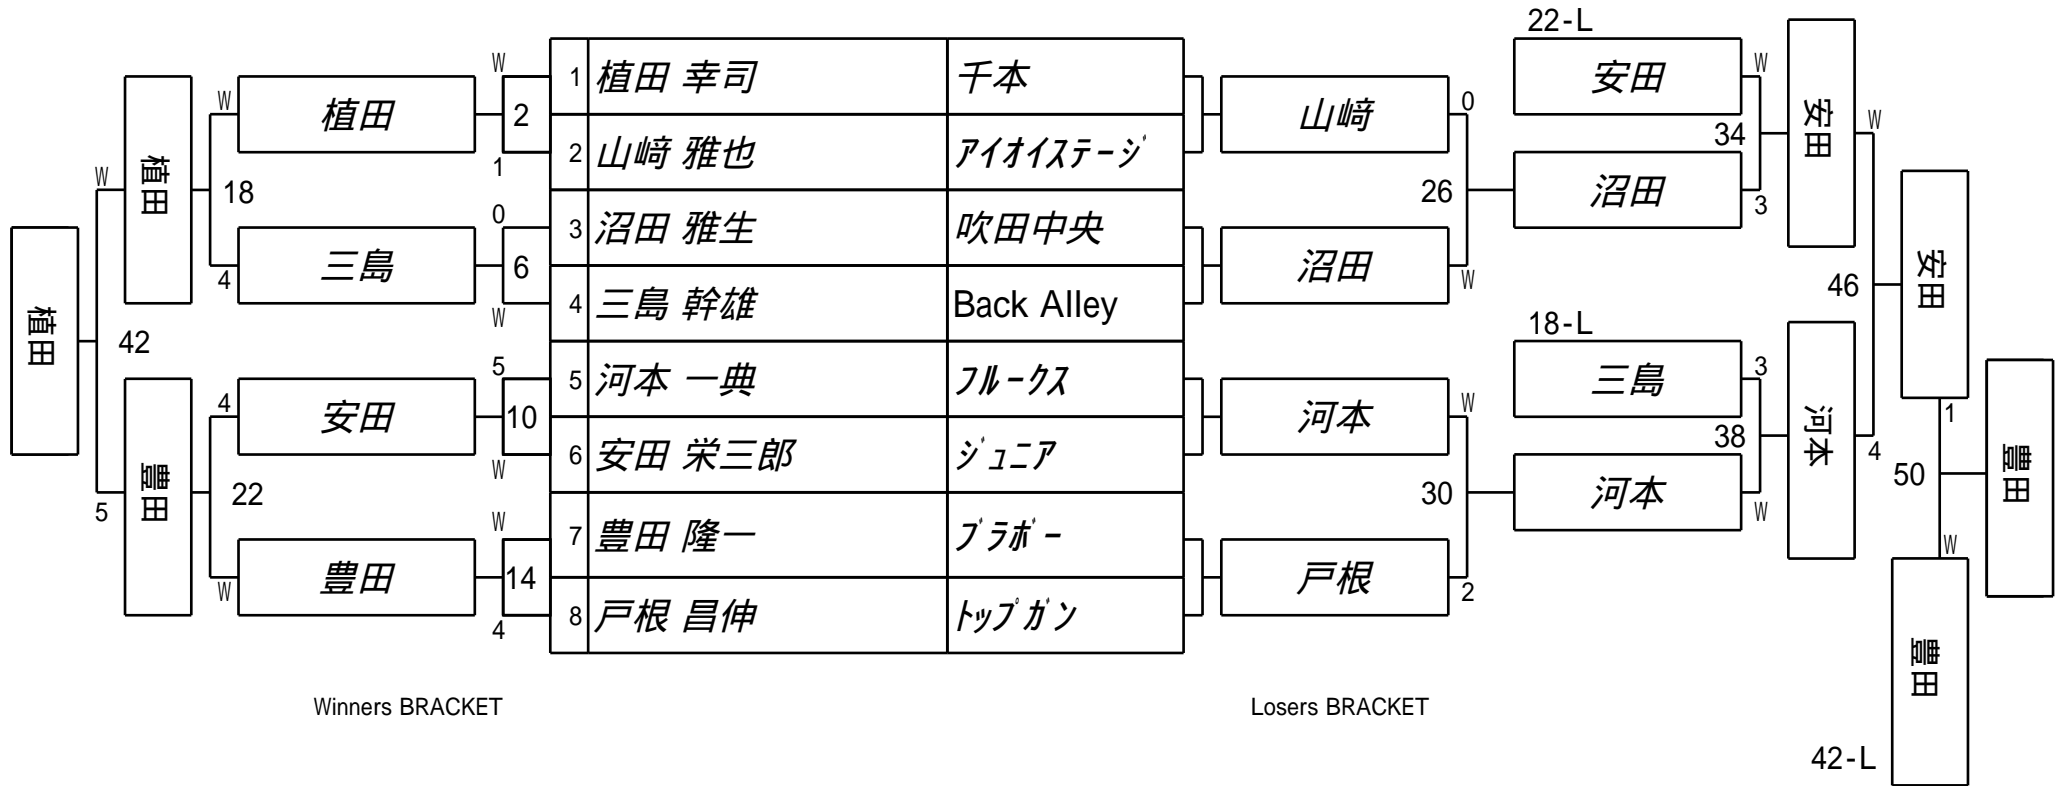 22-L
W
1 植田 幸司 千本
W
植田
2
山﨑
0
安田
W
安田
W
2 山﨑 雅也 アイオイステージ
1
34
植田
W
18
26
沼田
3
0
3 沼田 雅生 吹田中央
三島
4
6
沼田
W
安田
W
4 三島 幹雄 Back Alley
46
植田
42
18-L
5
5 河本 一典 フルークス
三島
3
4
安田
10
河本
W
河本
4
1
W
6 安田 栄三郎 ジュニア
38
豊田
5
22
30
河本
W
50
豊田
W
7 豊田 隆一 ブラボー
W
豊田
14
戸根
2
W
4
8 戸根 昌伸 トップガン
豊田
Winners BRACKET
Losers BRACKET
42-L